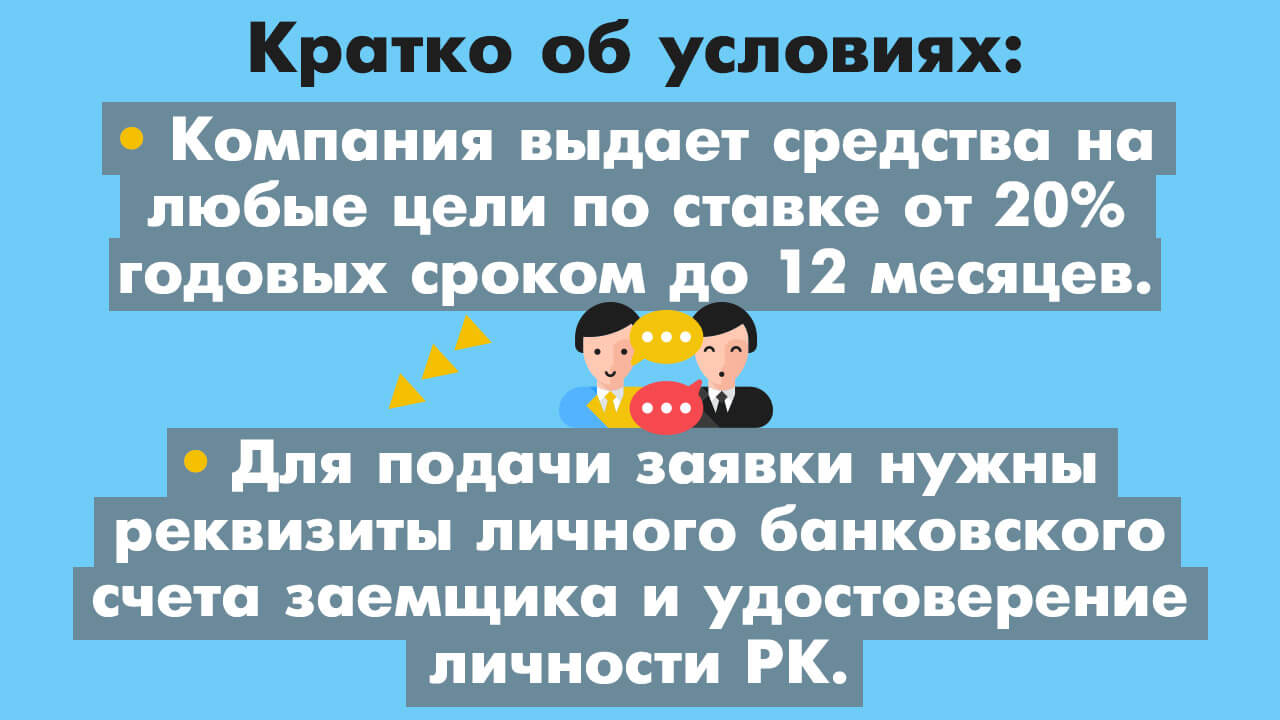 Кратко об условиях:
• Компания выдает средства на
любые цели по ставке от 20%
годовых сроком до 12 месяцев.
• Для подачи заявки нужны
реквизиты личного банковского
счета заемщика и удостоверение
личности РК.